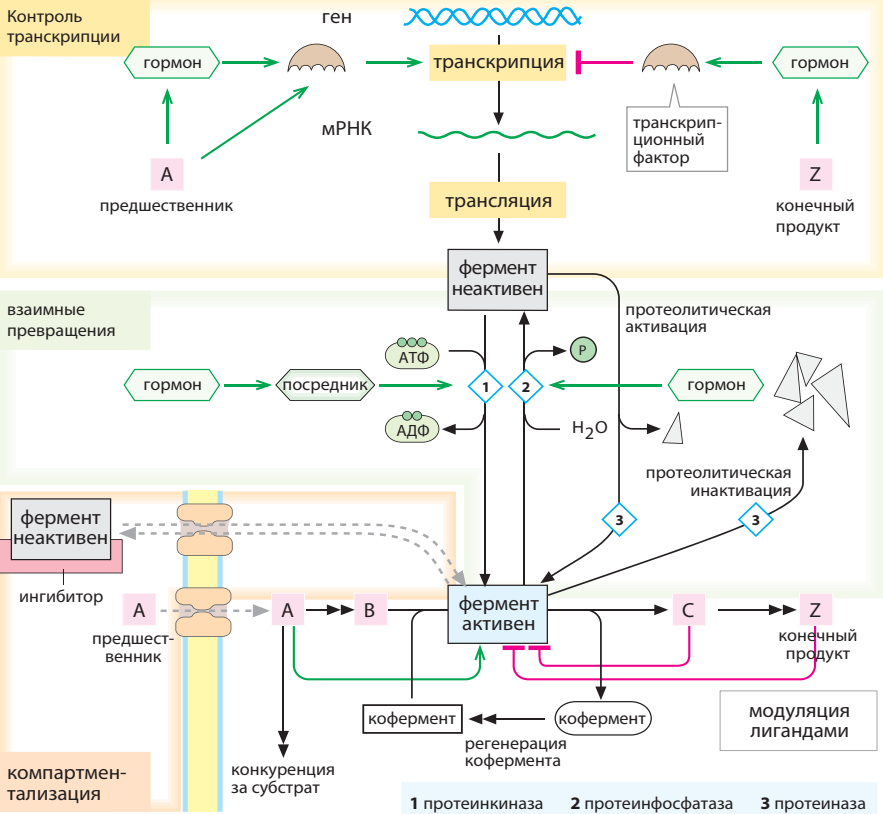 Контроль
транскрипции
ген
гормон
транскрипция
гормон
мРНК
транскрип-
ционный
фактор
A
Z
предшественник
трансляция
конечный
продукт
фермент
неактивен
взаимные
превращения
протеолитическая
активация
АТФ
P
гормон
посредник
1
2
гормон
АДФ
H2O
протеолитическая
инактивация
фермент
неактивен
3
3
ингибитор
A
A
B
фермент
активен
C
Z
предшест-
венник
конечный
продукт
кофермент
кофермент
модуляция
лигандами
регенерация
кофермента
компартмен-
тализация
конкуренция
за субстрат
1 протеинкиназа 2 протеинфосфатаза 3 протеиназа